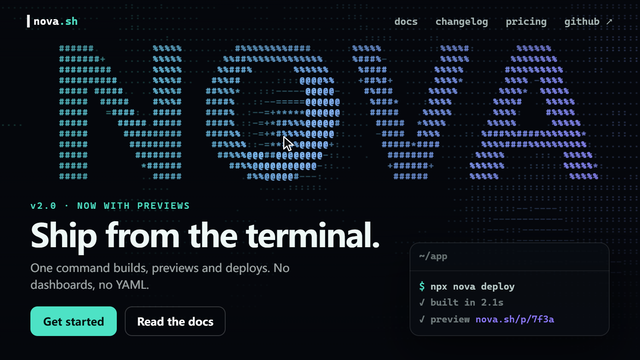 nova.sh
docs changelog pricing github ↗
NOVA
v2.0 · NOW WITH PREVIEWS
Ship from the terminal.
One command builds, previews and deploys. No
dashboards, no YAML.
Get started
Read the docs
~/app
$ npx nova deploy
✓ built in 2.1s
✓ preview nova.sh/p/7f3a